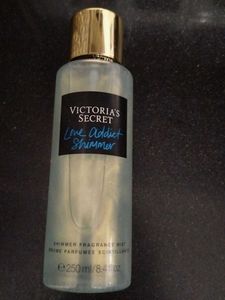 VICTORIA'S
SECRET
Love Addict
Shimmer
SHIMMER FRAGRANCE MIST
BRUME PARFUMÉE SCINTILLANTE
℮ 250 ml/8.4 fl oz